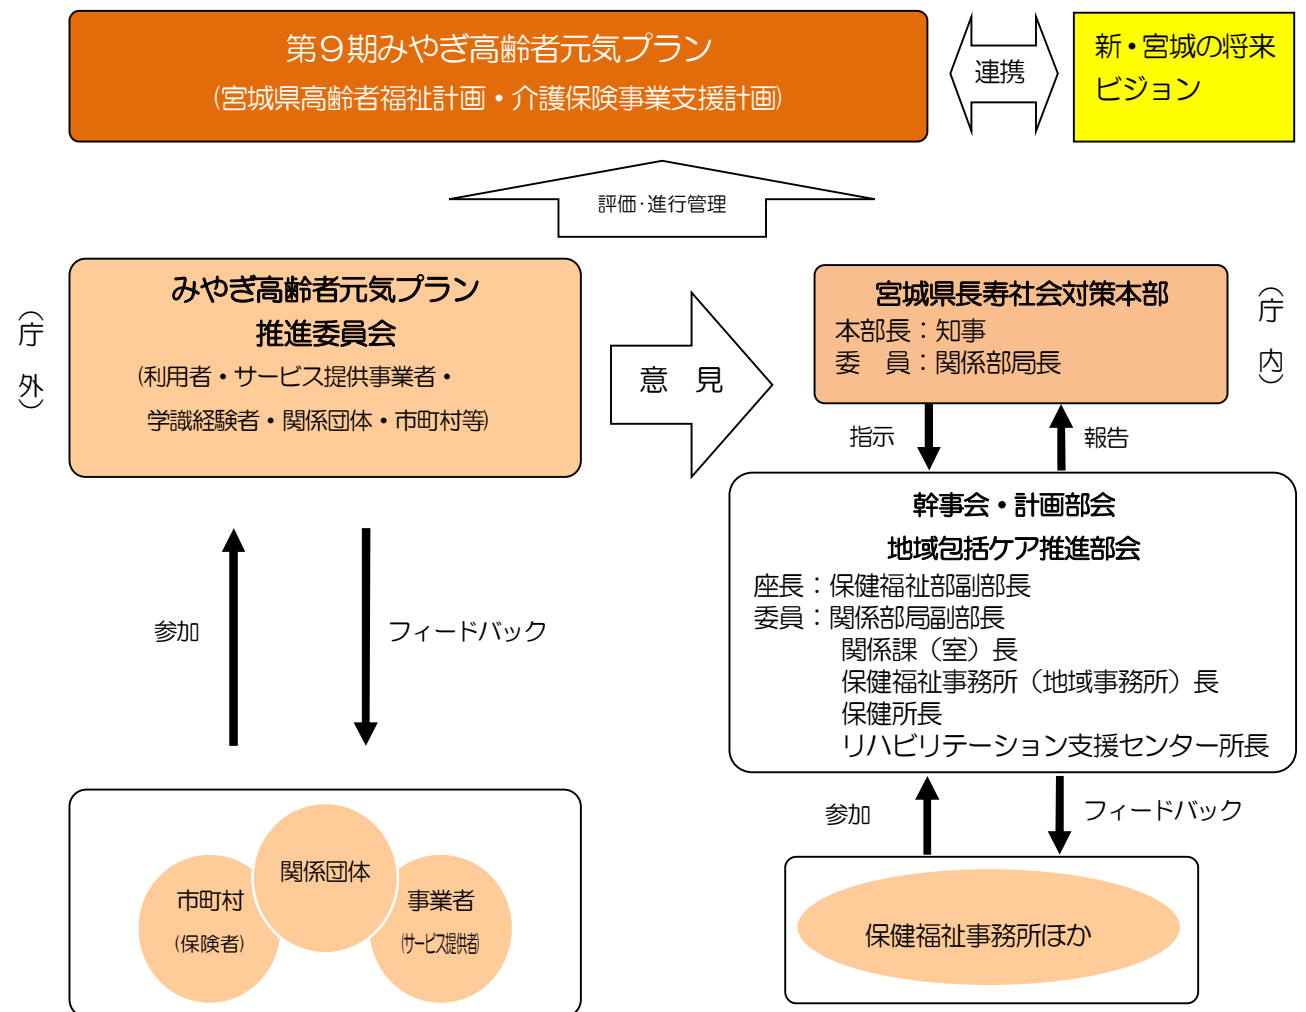 第9期みやぎ高齢者元気プラン
(宮城県高齢者福祉計画・介護保険事業支援計画)
連携
新・宮城の将来
ビジョン
評価・進行管理
(庁外)
みやぎ高齢者元気プラン
推進委員会
(利用者・サービス提供事業者・
学識経験者・関係団体・市町村等)
意 見
宮城県長寿社会対策本部
本部長:知事
委 員:関係部局長
(庁内)
指示
報告
幹事会・計画部会
地域包括ケア推進部会
座長:保健福祉部副部長
委員:関係部局副部長
関係課(室)長
保健福祉事務所(地域事務所)長
保健所長
リハビリテーション支援センター所長
参加
フィードバック
参加
フィードバック
関係団体
市町村
(保険者)
事業者
(サービス提供者)
保健福祉事務所ほか